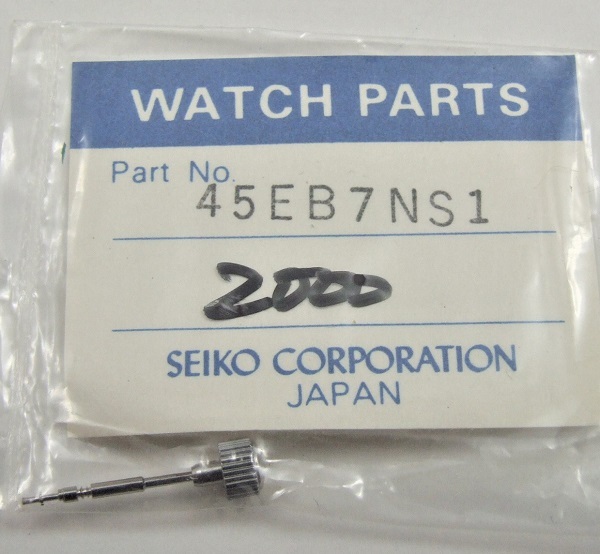 WATCH PARTS
Part No. 45EB7NS1
2000
SEIKO CORPORATION
JAPAN